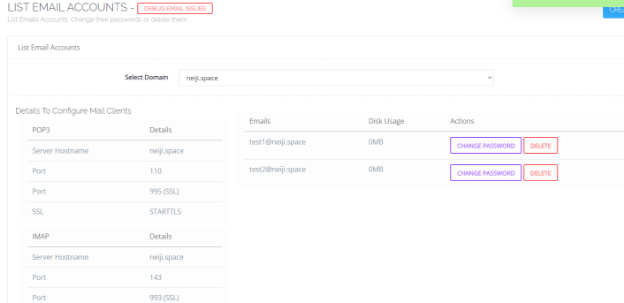 LIST EMAIL ACCOUNTS - DEBUG EMAIL ISSUES
List Emails Accounts. Change their passwords or delete them.
List Email Accounts
Select Domain neiji.space
Details To Configure Mail Clients
POP3 Details
Server Hostname neiji.space
Port 110
Port 995 (SSL)
SSL STARTTLS
IMAP Details
Server Hostname neiji.space
Port 143
Port 993 (SSL)
Emails Disk Usage Actions
test1@neiji.space 0MB CHANGE PASSWORD DELETE
test2@neiji.space 0MB CHANGE PASSWORD DELETE